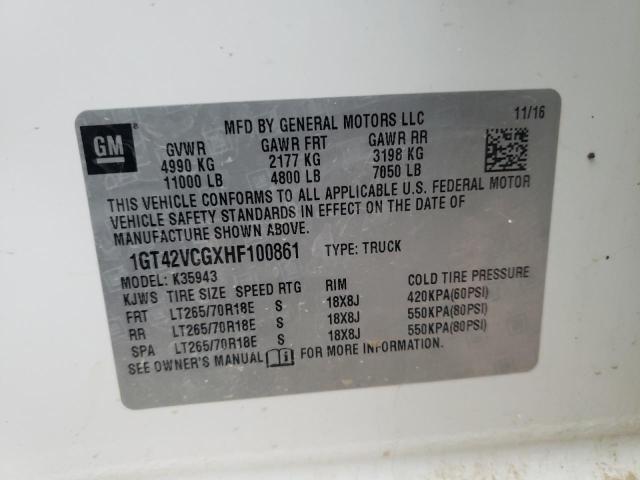 GM
MFD BY GENERAL MOTORS LLC
11/16
GVWR GAWR FRT GAWR RR
4990 KG 2177 KG 3198 KG
11000 LB 4800 LB 7050 LB
THIS VEHICLE CONFORMS TO ALL APPLICABLE U.S. FEDERAL MOTOR
VEHICLE SAFETY STANDARDS IN EFFECT ON THE DATE OF
MANUFACTURE SHOWN ABOVE.
1GT42VCGXHF100861 TYPE: TRUCK
MODEL: K35943
KJWS TIRE SIZE SPEED RTG RIM COLD TIRE PRESSURE
FRT LT265/70R18E S 18X8J 420KPA(60PSI)
RR LT265/70R18E S 18X8J 550KPA(80PSI)
SPA LT265/70R18E S 18X8J 550KPA(80PSI)
SEE OWNER'S MANUAL FOR MORE INFORMATION.